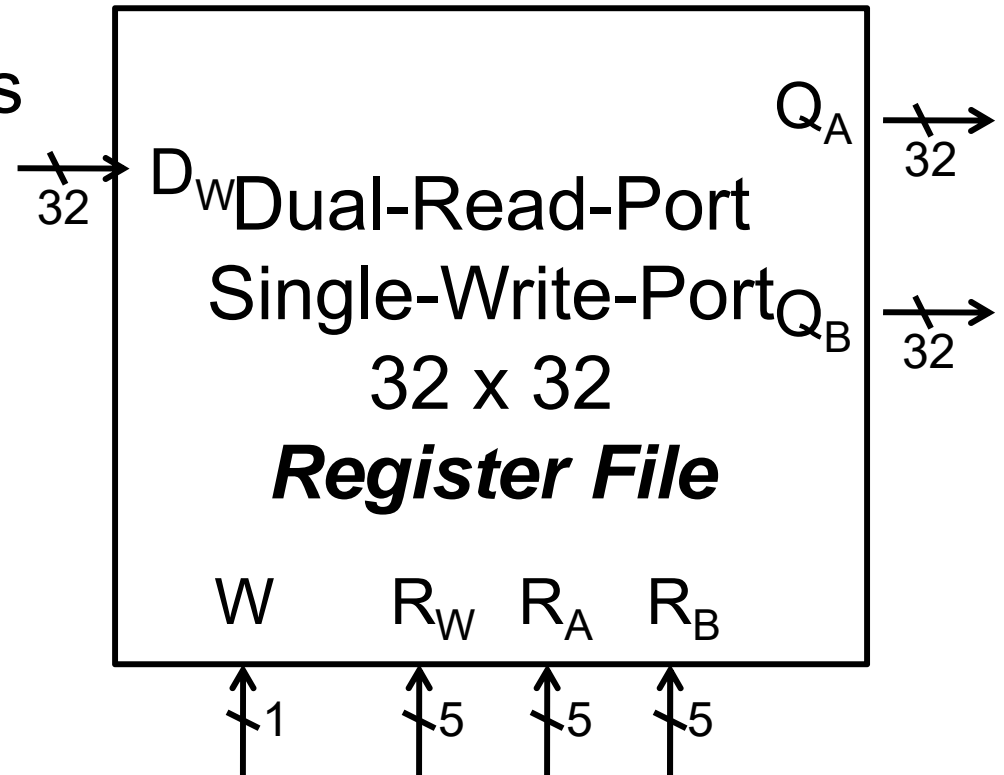 s
Q_A
32
32
D_W
Dual-Read-Port
Single-Write-Port
Q_B
32
32 x 32
Register File
W R_W R_A R_B
1 5 5 5